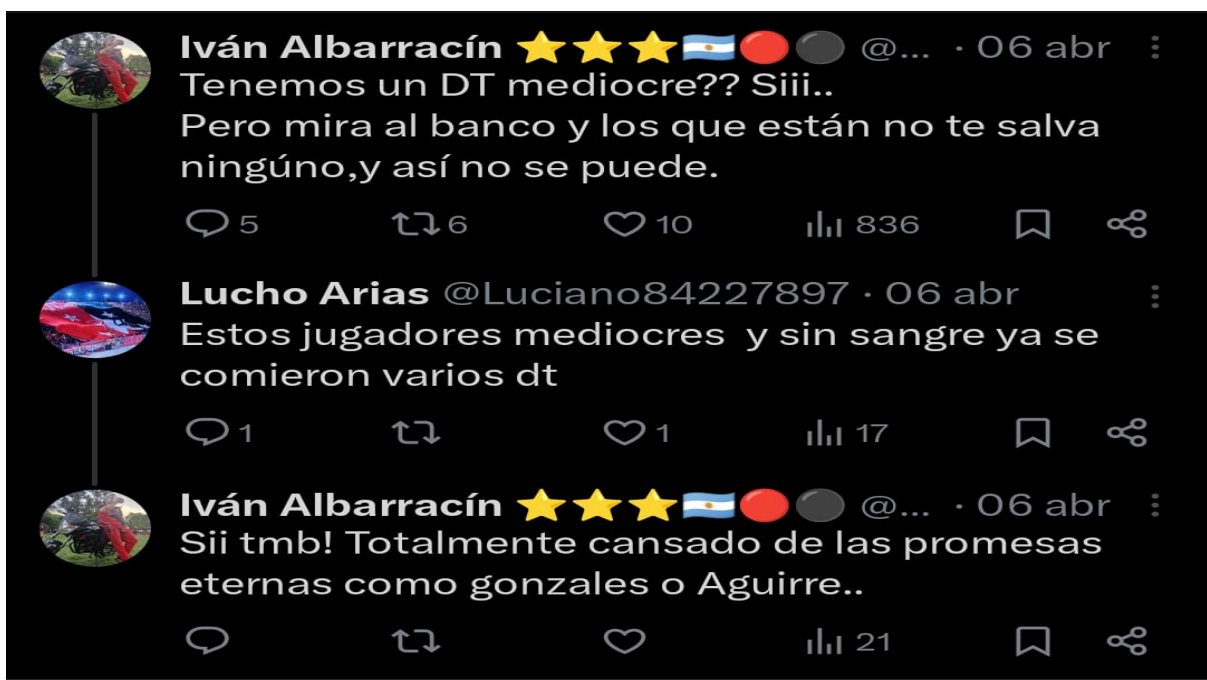 Iván Albarracín ⭐⭐⭐🇦🇷🔴⚫ @... · 06 abr
Tenemos un DT mediocre?? Siii..
Pero mira al banco y los que están no te salva
ningúno,y así no se puede.
5 6 10 836
Lucho Arias @Luciano84227897 · 06 abr
Estos jugadores mediocres y sin sangre ya se
comieron varios dt
1 1 17
Iván Albarracín ⭐⭐⭐🇦🇷🔴⚫ @... · 06 abr
Sii tmb! Totalmente cansado de las promesas
eternas como gonzales o Aguirre..
21